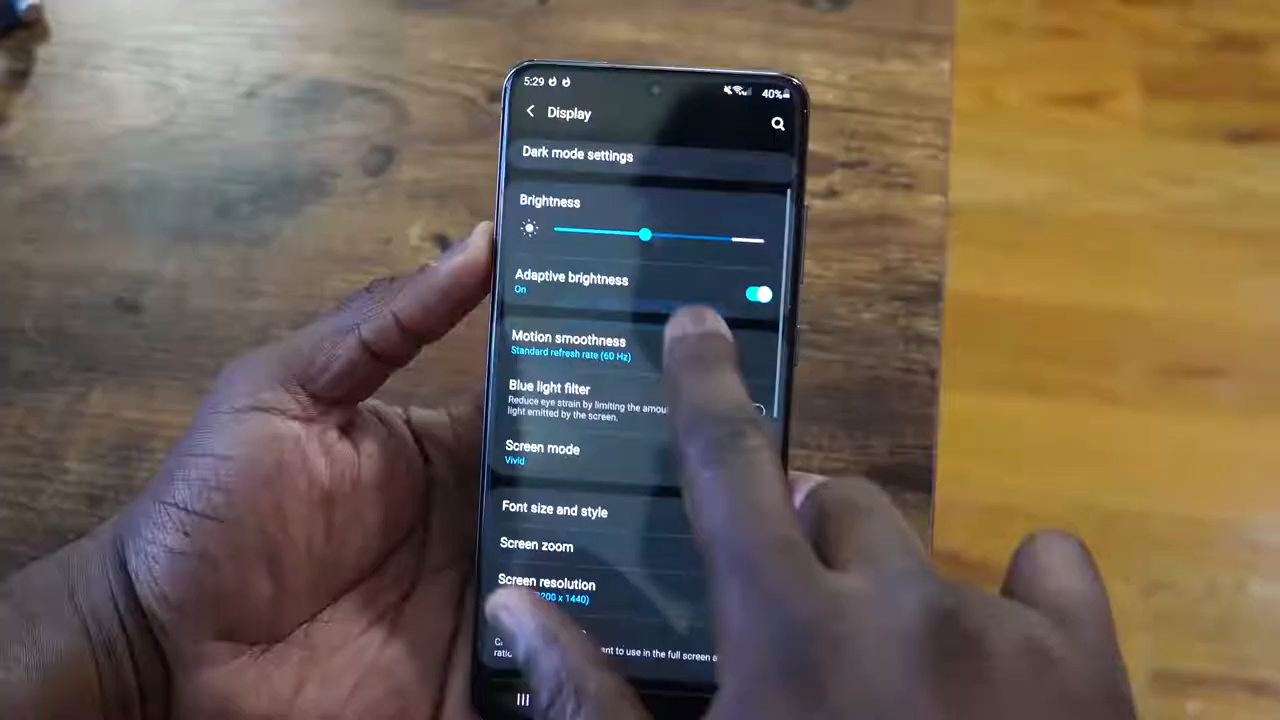 5:29
40%
Display
Dark mode settings
Brightness
Adaptive brightness
On
Motion smoothness
Standard refresh rate (60 Hz)
Blue light filter
Reduce eye strain by limiting the
light emitted by the screen.
Screen mode
Vivid
Font size and style
Screen zoom
Screen resolution
200 x 1440)
to use in the full screen